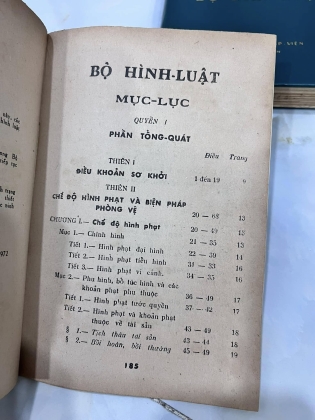 BỘ HÌNH-LUẬT
MỤC-LỤC
QUYỂN I
PHẦN TỔNG-QUÁT
Điều Trang
THIÊN I
ĐIỀU KHOẢN SƠ KHỞI 1 đến 19 9
THIÊN II
CHẾ ĐỘ HÌNH PHẠT VÀ BIỆN PHÁP
PHÒNG VỆ 20 — 68 13
CHƯƠNG I.— Chế độ hình phạt 20 — 49 13
Mục 1.— Chính hình 21 — 35 13
Tiết 1.— Hình phạt đại hình 22 — 30 14
Tiết 2.— Hình phạt tiểu hình 31 — 33 16
Tiết 3.— Hình phạt vi cảnh. 34 — 35 16
Mục 2.— Phụ hình, bổ túc hình và các
khoản phạt phụ thuộc 36 — 49 17
Tiết 1.— Hình phạt tước quyền 37 — 42 17
Tiết 2.— Hình phạt và khoản phạt
thuộc về tài sản 43 — 49 18
§ 1.— Tịch thâu tài sản 43 — 44 18
§ 2.— Bồi hoàn, bồi thường 45 — 49 19
185